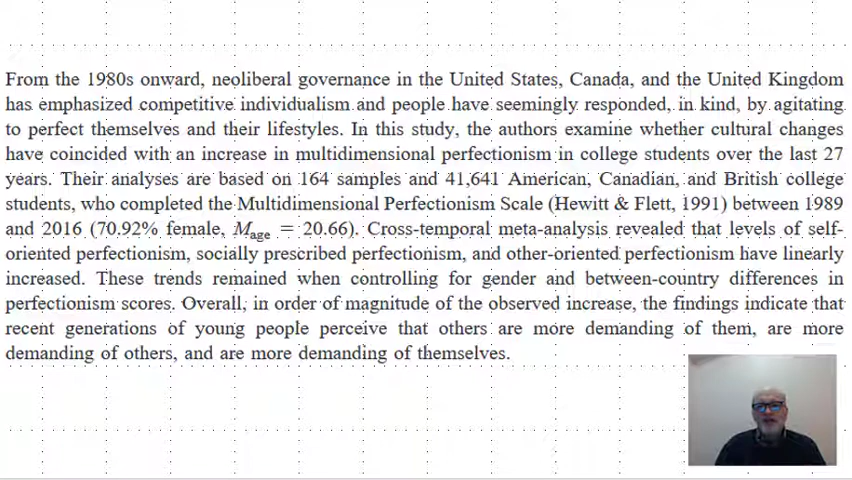 From the 1980s onward, neoliberal governance in the United States, Canada, and the United Kingdom
has emphasized competitive individualism and people have seemingly responded, in kind, by agitating
to perfect themselves and their lifestyles. In this study, the authors examine whether cultural changes
have coincided with an increase in multidimensional perfectionism in college students over the last 27
years. Their analyses are based on 164 samples and 41,641 American, Canadian, and British college
students, who completed the Multidimensional Perfectionism Scale (Hewitt & Flett, 1991) between 1989
and 2016 (70.92% female, Mage = 20.66). Cross-temporal meta-analysis revealed that levels of self-
oriented perfectionism, socially prescribed perfectionism, and other-oriented perfectionism have linearly
increased. These trends remained when controlling for gender and between-country differences in
perfectionism scores. Overall, in order of magnitude of the observed increase, the findings indicate that
recent generations of young people perceive that others are more demanding of them, are more
demanding of others, and are more demanding of themselves.